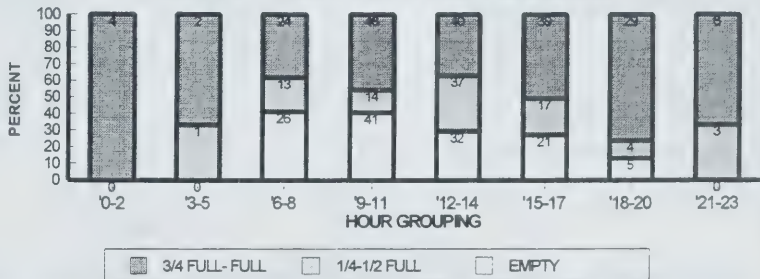 100
90
80
70
60
50
40
30
20
10
0
PERCENT
4 2 24 48 40 39 29 6
1 13 14 37 17 4 3
26 41 32 21 5
0 0 0
'0-2 '3-5 '6-8 '9-11 '12-14 '15-17 '18-20 '21-23
HOUR GROUPING
3/4 FULL- FULL 1/4-1/2 FULL EMPTY